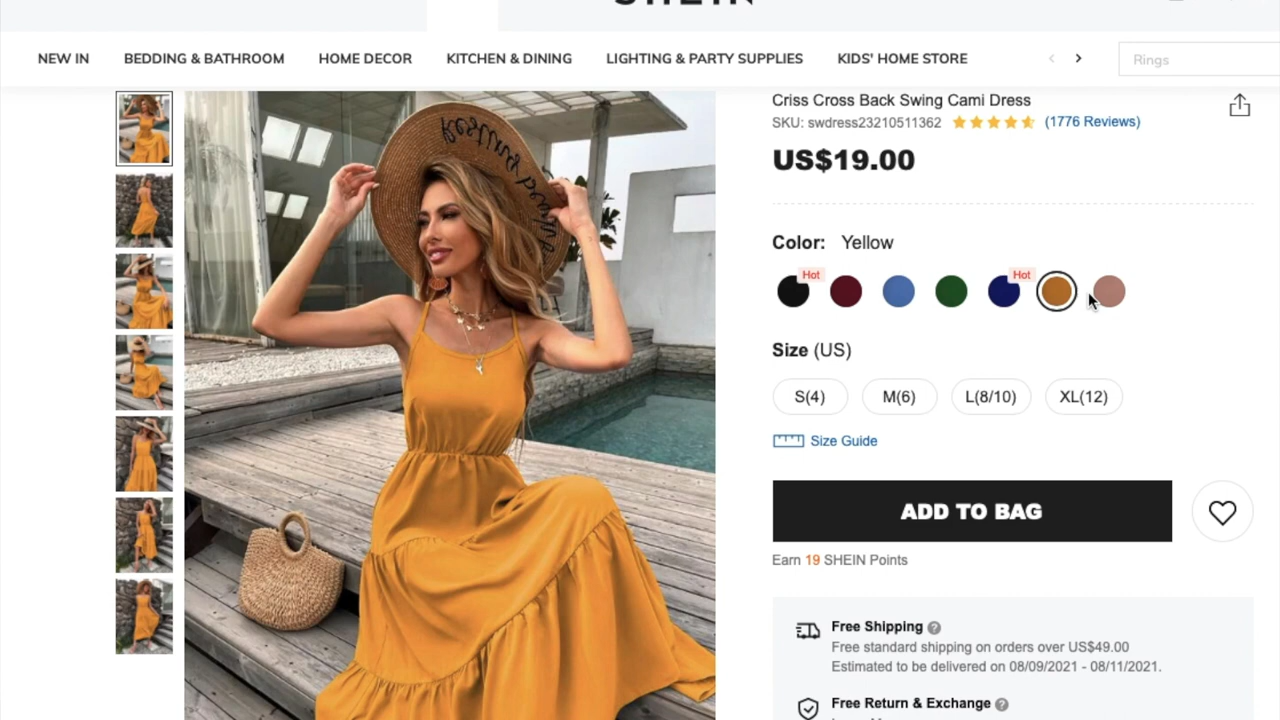 SHEIN
NEW IN
BEDDING & BATHROOM
HOME DECOR
KITCHEN & DINING
LIGHTING & PARTY SUPPLIES
KIDS' HOME STORE
Rings
Resting beach
Criss Cross Back Swing Cami Dress
SKU: swdress23210511362
(1776 Reviews)
US$19.00
Color: Yellow
Hot
Hot
Size (US)
S(4)
M(6)
L(8/10)
XL(12)
Size Guide
ADD TO BAG
Earn 19 SHEIN Points
Free Shipping
Free standard shipping on orders over US$49.00
Estimated to be delivered on 08/09/2021 - 08/11/2021.
Free Return & Exchange